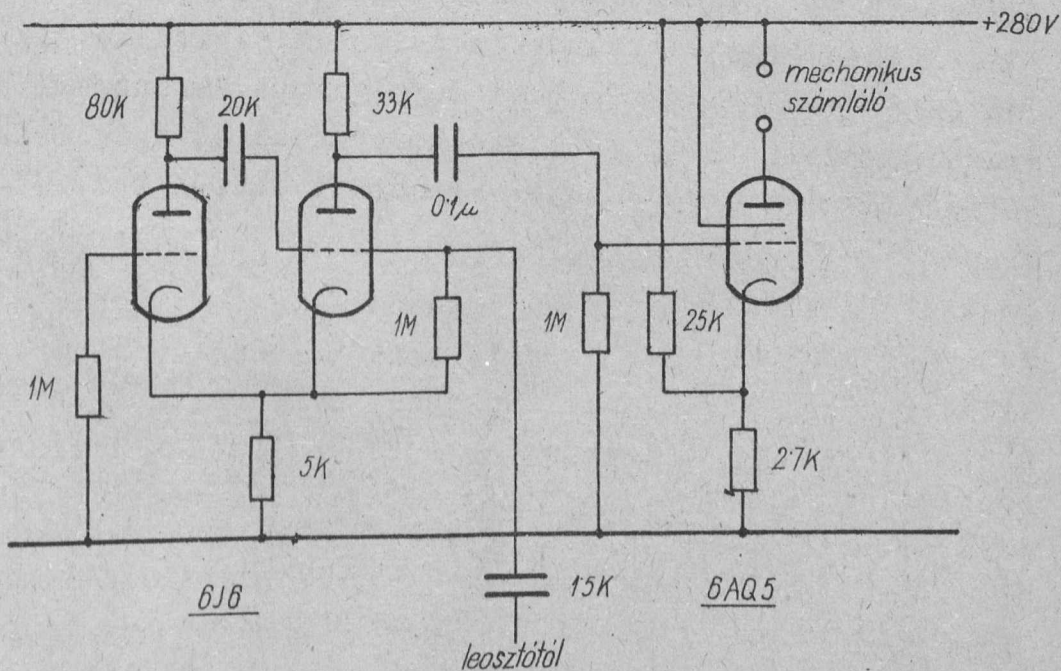 +280V
mechanikus
számláló
80K
20K
33K
0·1μ
1M
1M
1M
25K
5K
2·7K
6J6
1·5K
6AQ5
leosztótól